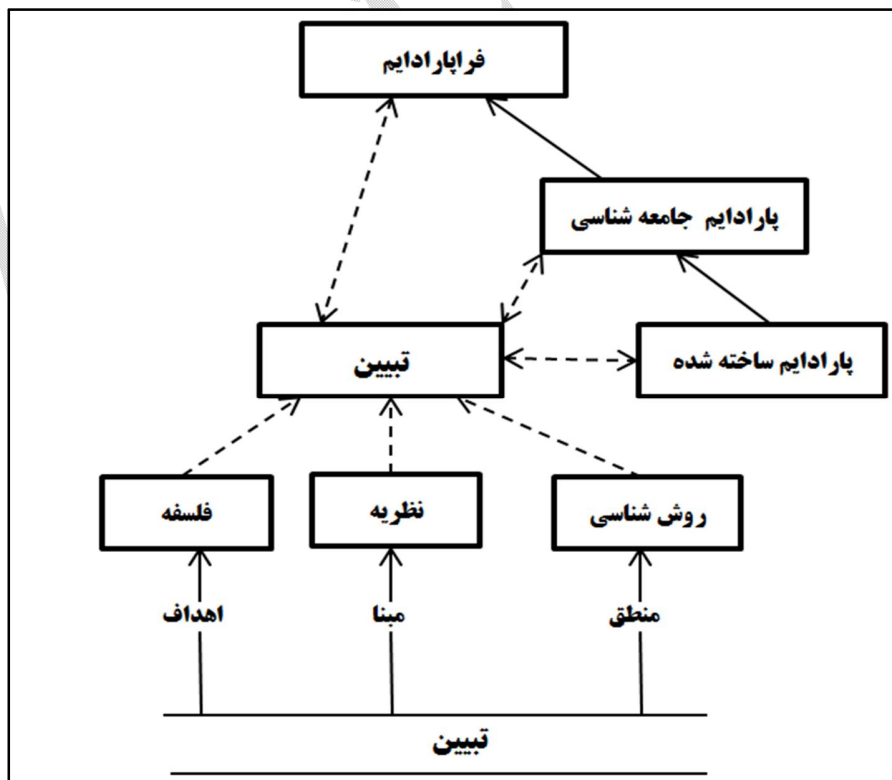 فراپارادایم
پارادایم جامعه شناسی
تبیین
پارادایم ساخته شده
روش شناسی
نظریه
فلسفه
منطق
مبنا
اهداف
تبیین